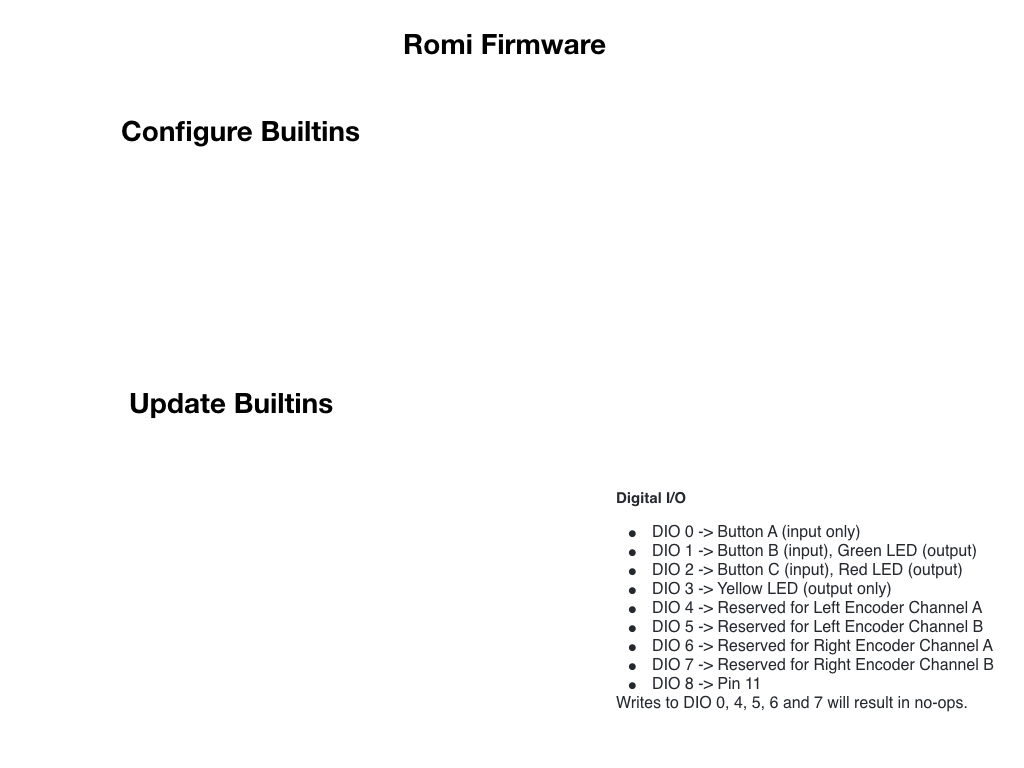 Romi Firmware
Configure Builtins
Update Builtins
Digital I/O
● DIO 0 -> Button A (input only)
● DIO 1 -> Button B (input), Green LED (output)
● DIO 2 -> Button C (input), Red LED (output)
● DIO 3 -> Yellow LED (output only)
● DIO 4 -> Reserved for Left Encoder Channel A
● DIO 5 -> Reserved for Left Encoder Channel B
● DIO 6 -> Reserved for Right Encoder Channel A
● DIO 7 -> Reserved for Right Encoder Channel B
● DIO 8 -> Pin 11
Writes to DIO 0, 4, 5, 6 and 7 will result in no-ops.